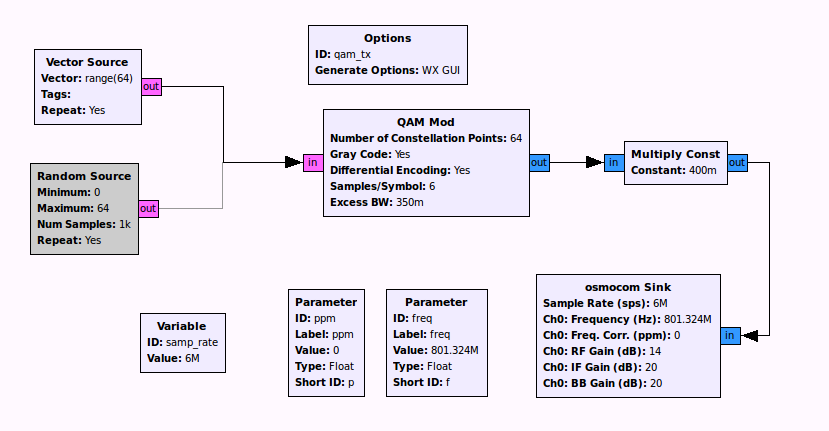 Options
ID: qam_tx
Generate Options: WX GUI
Vector Source
Vector: range(64)
Tags:
Repeat: Yes
out
QAM Mod
Number of Constellation Points: 64
Gray Code: Yes
Differential Encoding: Yes
Samples/Symbol: 6
Excess BW: 350m
in
out
Multiply Const
Constant: 400m
in
out
Random Source
Minimum: 0
Maximum: 64
Num Samples: 1k
Repeat: Yes
out
osmocom Sink
Sample Rate (sps): 6M
Ch0: Frequency (Hz): 801.324M
Ch0: Freq. Corr. (ppm): 0
Ch0: RF Gain (dB): 14
Ch0: IF Gain (dB): 20
Ch0: BB Gain (dB): 20
in
Parameter
ID: ppm
Label: ppm
Value: 0
Type: Float
Short ID: p
Parameter
ID: freq
Label: freq
Value: 801.324M
Type: Float
Short ID: f
Variable
ID: samp_rate
Value: 6M